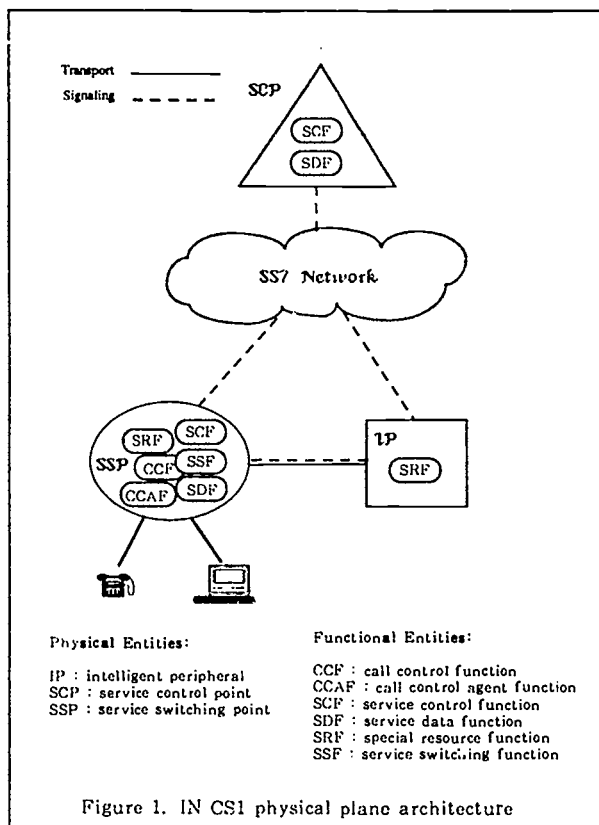 Transport
Signaling
SCP
SCF
SDF
SS7 Network
SSP
SRF
SCF
CCF
SSF
CCAF
SDF
IP
SRF
Physical Entities:
IP : intelligent peripheral
SCP : service control point
SSP : service switching point
Functional Entities:
CCF : call control function
CCAF : call control agent function
SCF : service control function
SDF : service data function
SRF : special resource function
SSF : service switching function
Figure 1. IN CS1 physical plane architecture